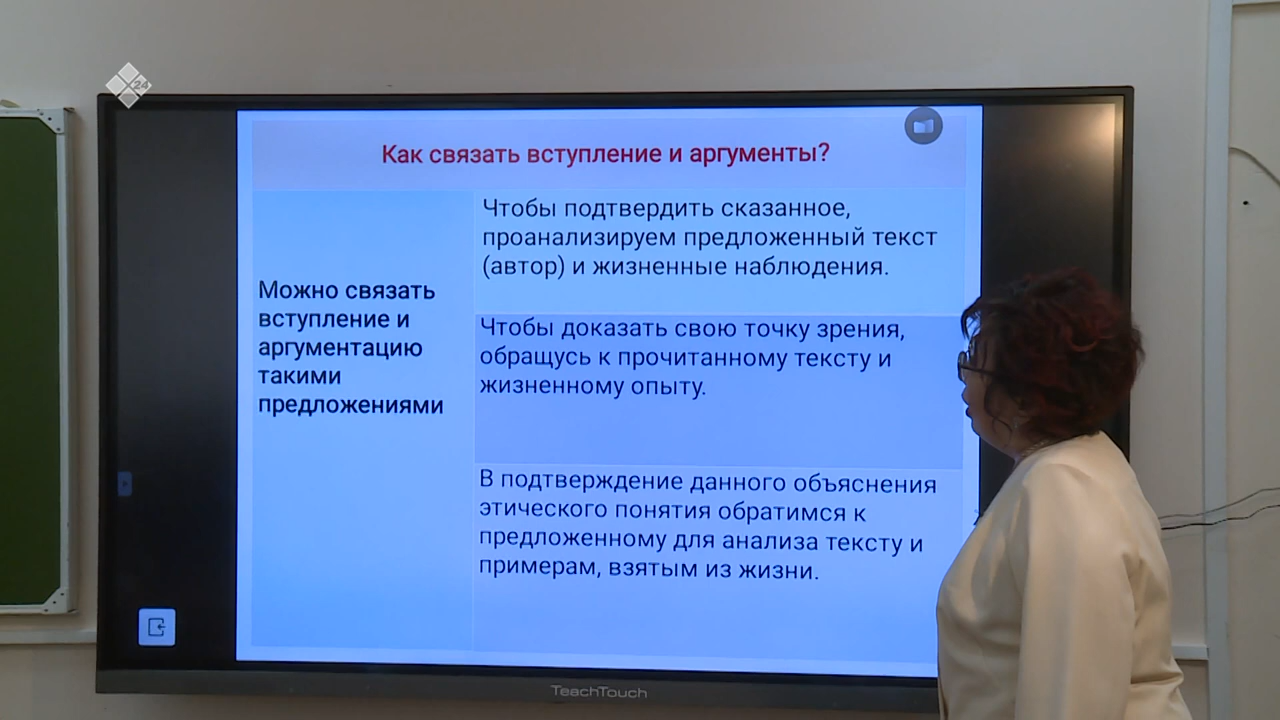 24
Как связать вступление и аргументы?
Можно связать
вступление и
аргументацию
такими
предложениями
Чтобы подтвердить сказанное,
проанализируем предложенный текст
(автор) и жизненные наблюдения.
Чтобы доказать свою точку зрения,
обращусь к прочитанному тексту и
жизненному опыту.
В подтверждение данного объяснения
этического понятия обратимся к
предложенному для анализа тексту и
примерам, взятым из жизни.
TeachTouch